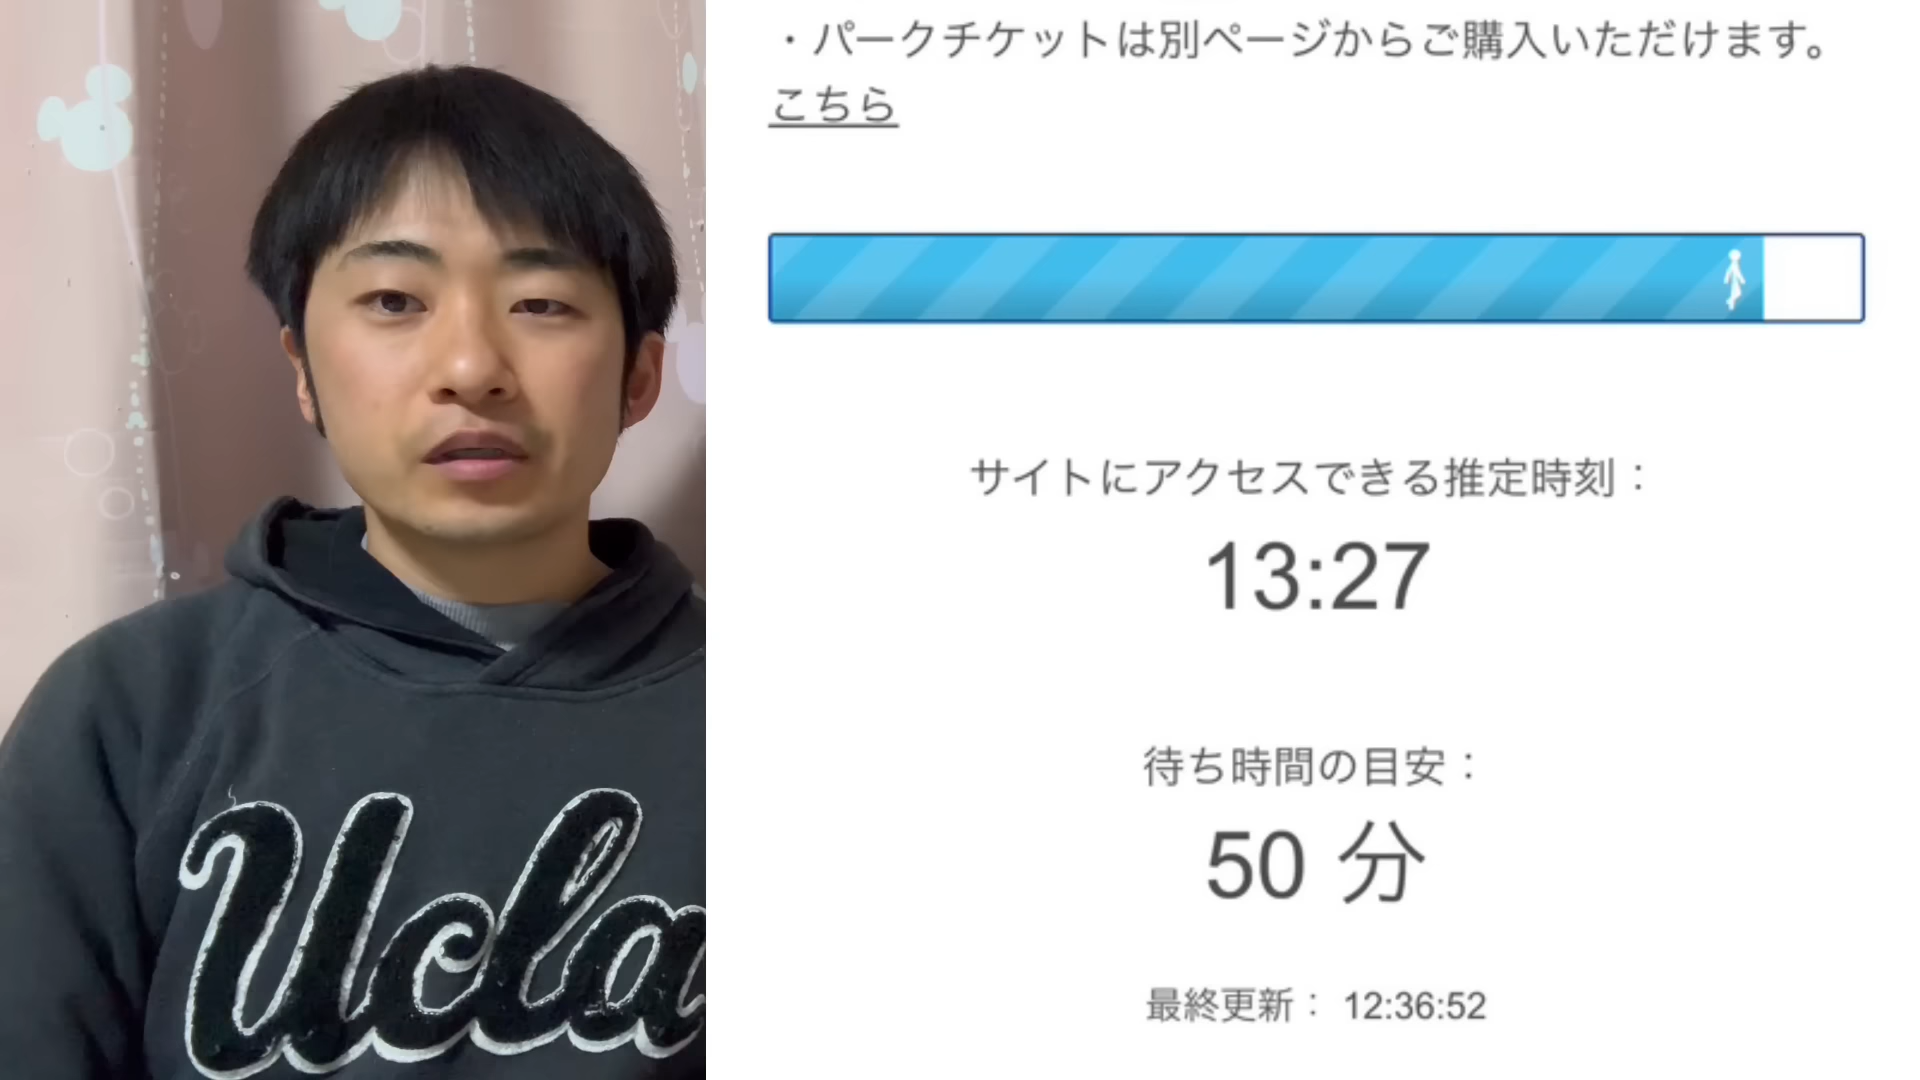 ・パークチケットは別ページからご購入いただけます。
こちら
サイトにアクセスできる推定時刻：
13:27
待ち時間の目安：
50 分
最終更新： 12:36:52
Ucla